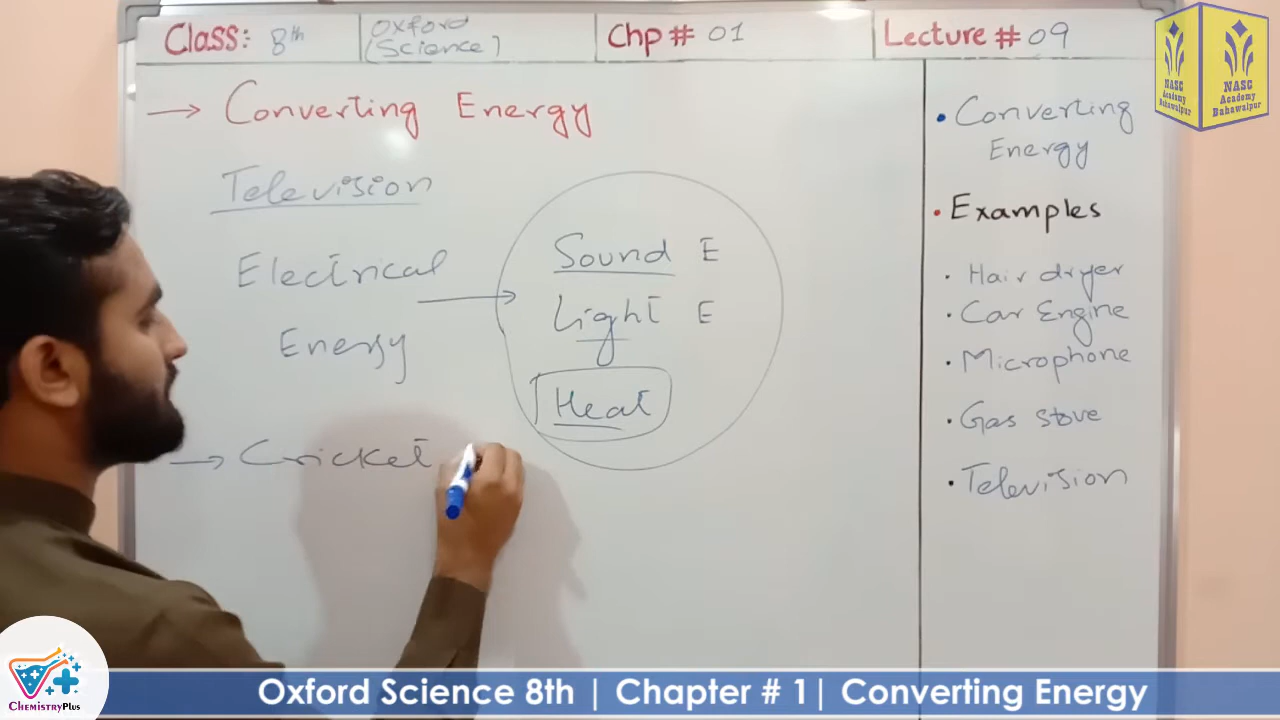 Class: 8th
Oxford
(Science)
Chp # 01
Lecture # 09
NASC
Academy
Bahawalpur
NASC
Academy
Bahawalpur
→ Converting Energy
Television
Electrical
Energy
Sound E
Light E
Heat
→ Cricket
• Converting
Energy
• Examples
· Hair dryer
· Car Engine
· Microphone
· Gas stove
· Television
CHEMISTRYPLUS
Oxford Science 8th | Chapter # 1| Converting Energy